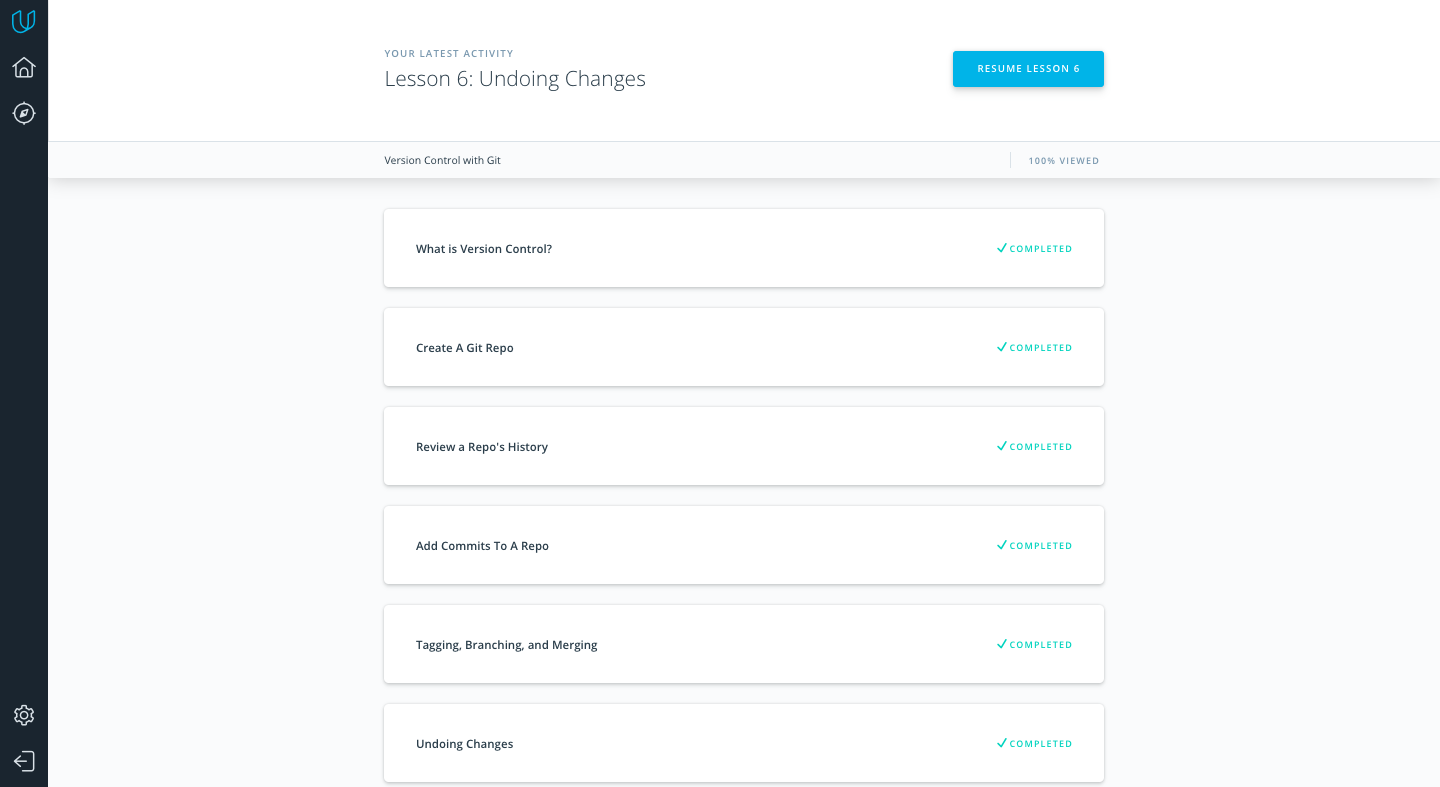 YOUR LATEST ACTIVITY
Lesson 6: Undoing Changes
RESUME LESSON 6
Version Control with Git
100% VIEWED
What is Version Control?
COMPLETED
Create A Git Repo
COMPLETED
Review a Repo's History
COMPLETED
Add Commits To A Repo
COMPLETED
Tagging, Branching, and Merging
COMPLETED
Undoing Changes
COMPLETED